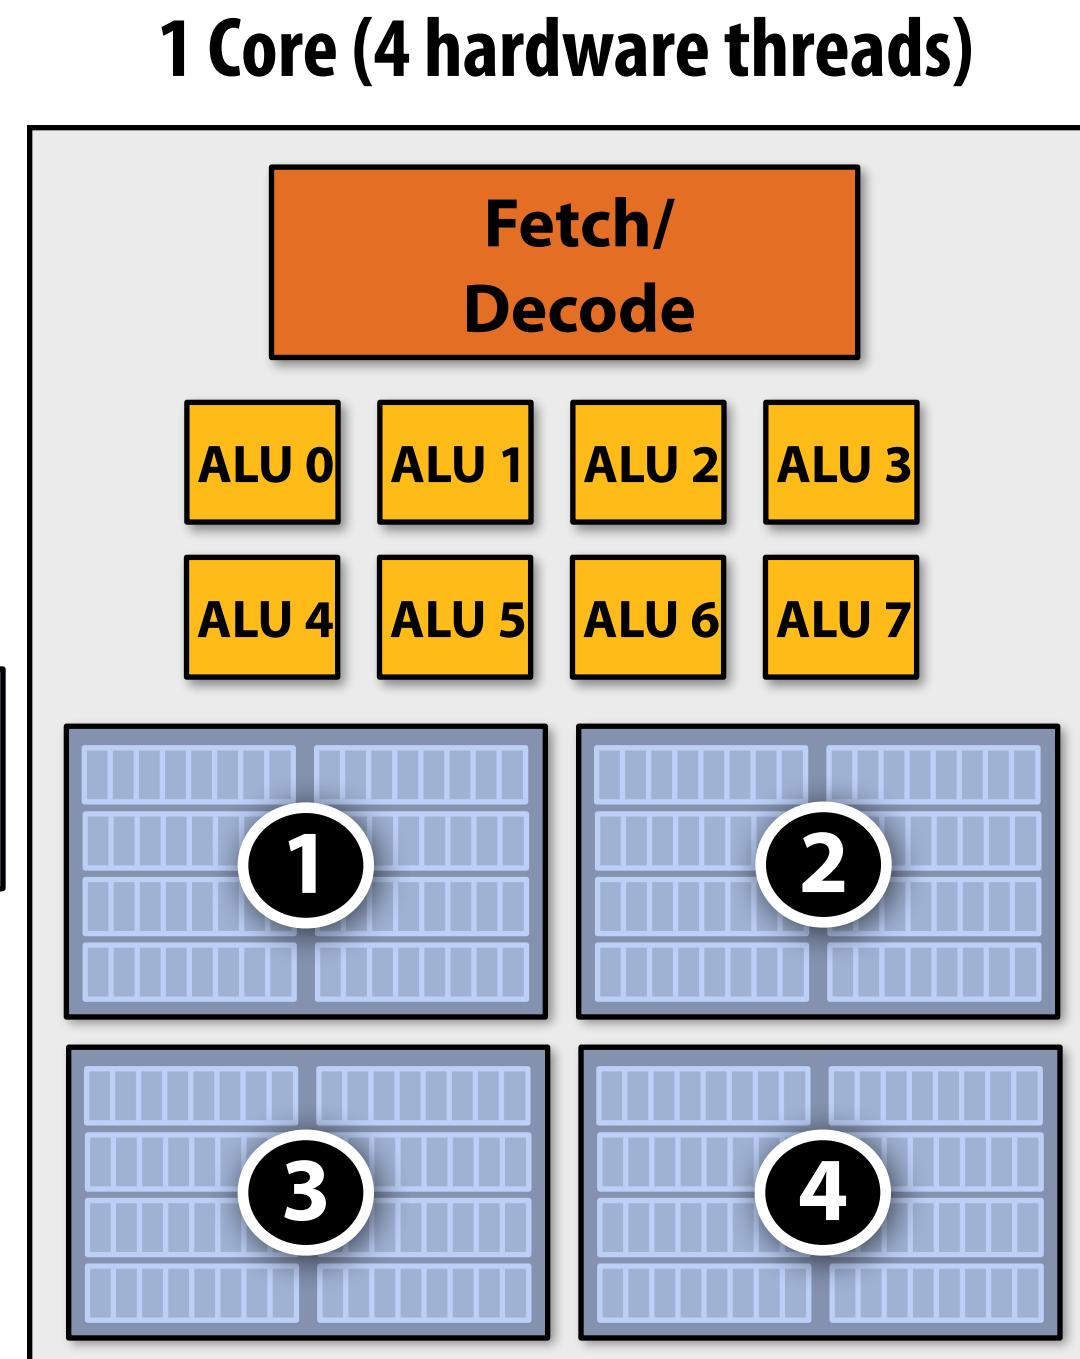 1 Core (4 hardware threads)
Fetch/
Decode
ALU 0 ALU 1 ALU 2 ALU 3
ALU 4 ALU 5 ALU 6 ALU 7
1 2
3 4